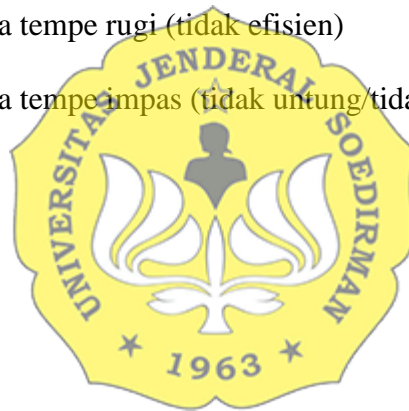 a tempe rugi (tidak efisien)
a tempe impas (tidak untung/tida
UNIVERSITAS JENDERAL SOEDIRMAN
★ 1963 ★